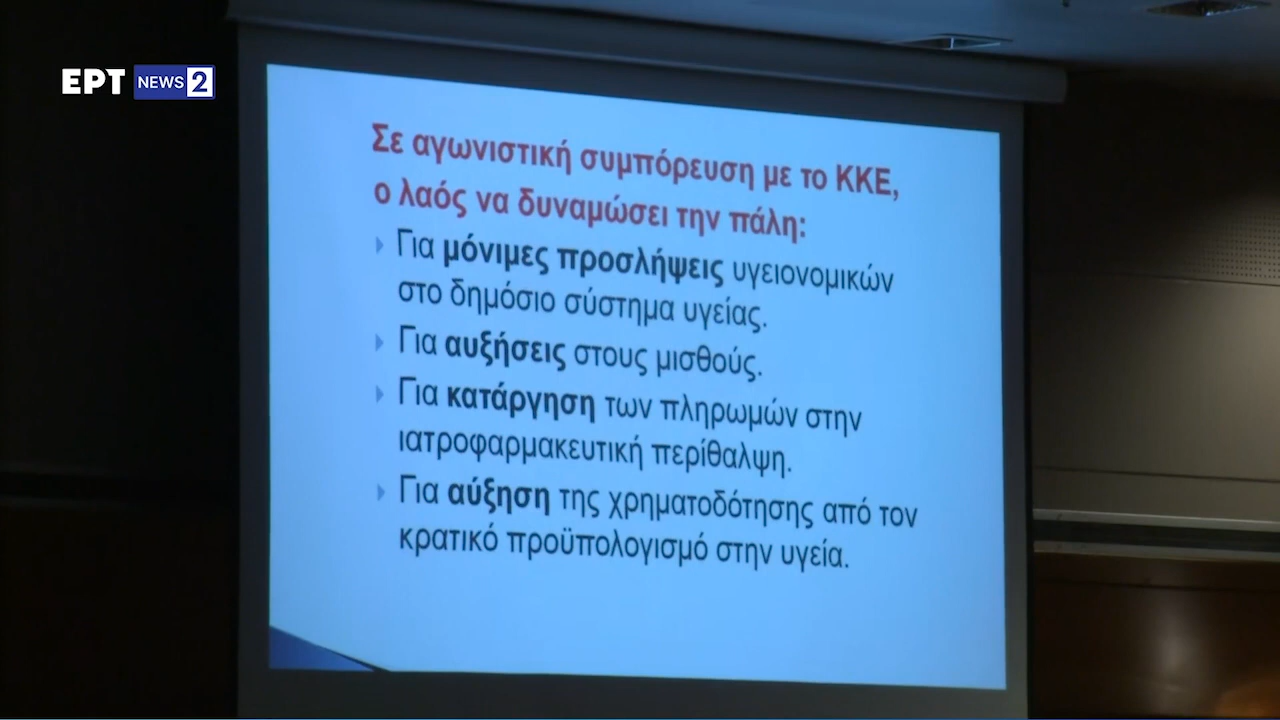 ΕΡΤ NEWS 2
Σε αγωνιστική συμπόρευση με το ΚΚΕ,
ο λαός να δυναμώσει την πάλη:
Για μόνιμες προσλήψεις υγειονομικών
στο δημόσιο σύστημα υγείας.
Για αυξήσεις στους μισθούς.
Για κατάργηση των πληρωμών στην
ιατροφαρμακευτική περίθαλψη.
Για αύξηση της χρηματοδότησης από τον
κρατικό προϋπολογισμό στην υγεία.